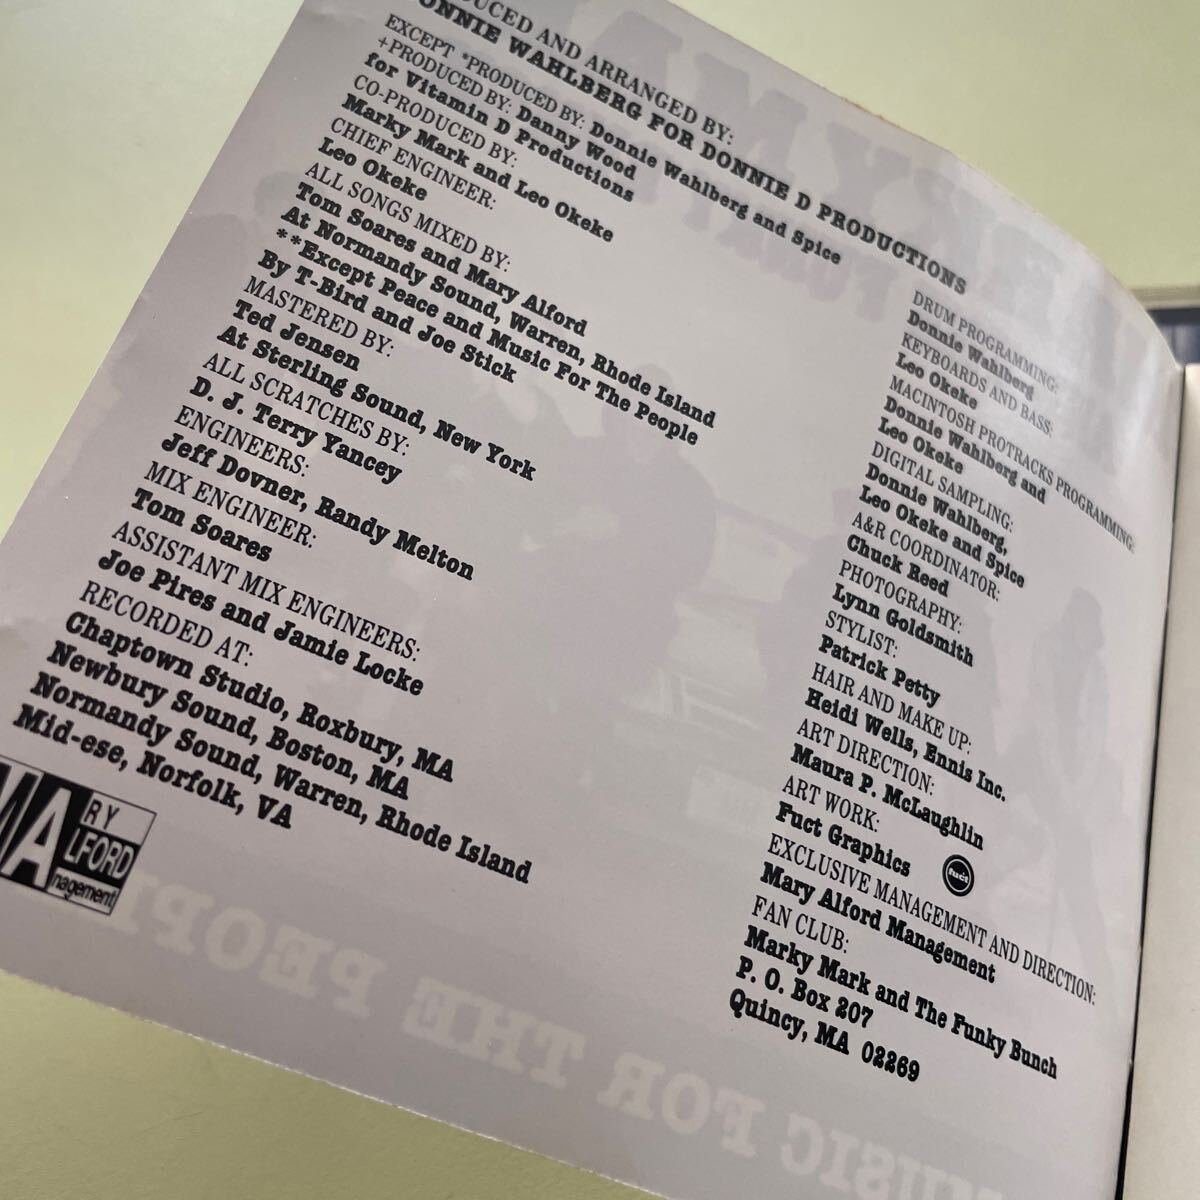 PRODUCED AND ARRANGED BY:
DONNIE WAHLBERG FOR DONNIE D PRODUCTIONS
EXCEPT *PRODUCED BY: Donnie Wahlberg and Spice
+PRODUCED BY: Danny Wood
for Vitamin D Productions
CO-PRODUCED BY:
Marky Mark and Leo Okeke
CHIEF ENGINEER:
Leo Okeke
ALL SONGS MIXED BY:
Tom Soares and Mary Alford
At Normandy Sound, Warren, Rhode Island
**Except Peace and Music For The People
By T-Bird and Joe Stick
MASTERED BY:
Ted Jensen
At Sterling Sound, New York
ALL SCRATCHES BY:
D. J. Terry Yancey
ENGINEERS:
Jeff Dovner, Randy Melton
MIX ENGINEER:
Tom Soares
ASSISTANT MIX ENGINEERS:
Joe Pires and Jamie Locke
RECORDED AT:
Chaptown Studio, Roxbury, MA
Newbury Sound, Boston, MA
Normandy Sound, Warren, Rhode Island
Mid-ese, Norfolk, VA
MARY
ALFORD
Management
DRUM PROGRAMMING:
Donnie Wahlberg
KEYBOARDS AND BASS:
Leo Okeke
MACINTOSH PROTRACKS PROGRAMMING:
Donnie Wahlberg and
Leo Okeke
DIGITAL SAMPLING:
Donnie Wahlberg,
Leo Okeke and Spice
A&R COORDINATOR:
Chuck Reed
PHOTOGRAPHY:
Lynn Goldsmith
STYLIST:
Patrick Petty
HAIR AND MAKE UP:
Heidi Wells, Ennis Inc.
ART DIRECTION:
Maura P. McLaughlin
ART WORK:
Fuct Graphics
fuct
EXCLUSIVE MANAGEMENT AND DIRECTION:
Mary Alford Management
FAN CLUB:
Marky Mark and The Funky Bunch
P. O. Box 207
Quincy, MA 02269
MUSIC FOR THE PEOPLE